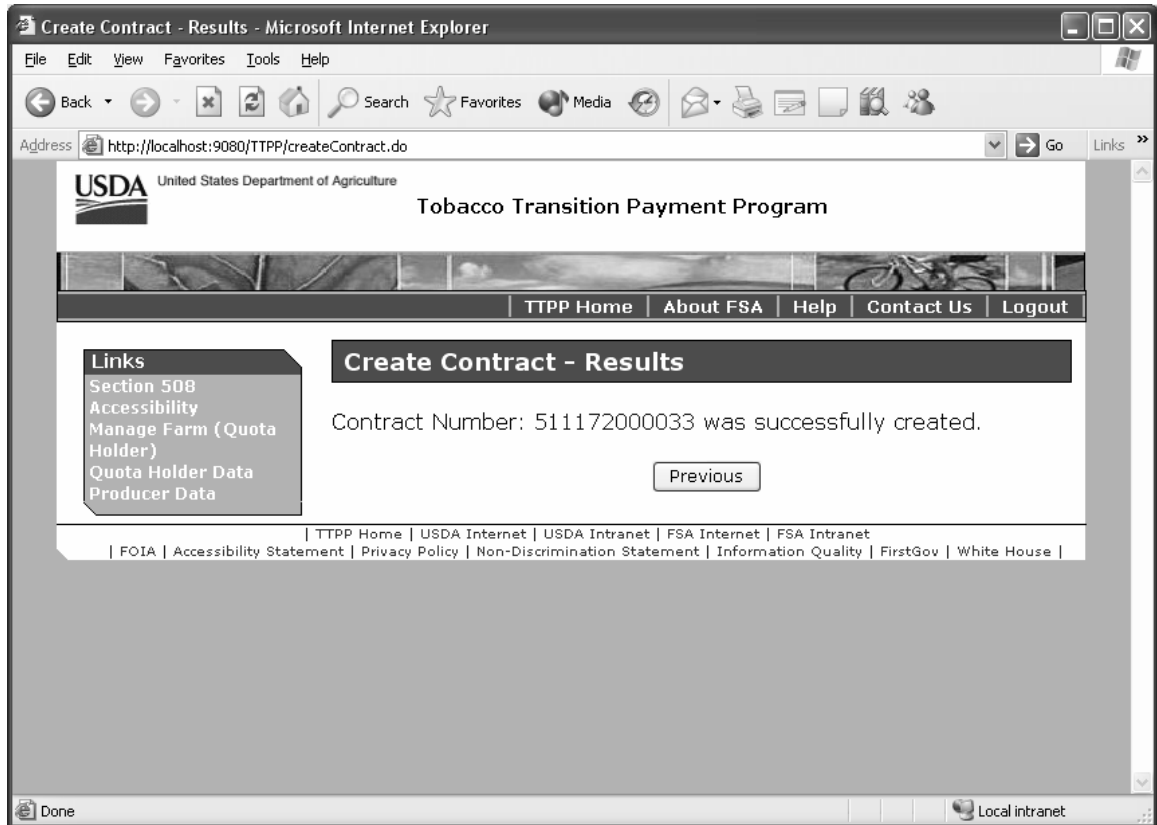 Create Contract - Results - Microsoft Internet Explorer
File Edit View Favorites Tools Help
Back Search Favorites Media
Address http://localhost:9080/TTPP/createContract.do Go Links »
USDA United States Department of Agriculture
Tobacco Transition Payment Program
| TTPP Home | About FSA | Help | Contact Us | Logout |
Links
Section 508
Accessibility
Manage Farm (Quota
Holder)
Quota Holder Data
Producer Data
Create Contract - Results
Contract Number: 511172000033 was successfully created.
Previous
| TTPP Home | USDA Internet | USDA Intranet | FSA Internet | FSA Intranet
| FOIA | Accessibility Statement | Privacy Policy | Non-Discrimination Statement | Information Quality | FirstGov | White House |
Done Local intranet